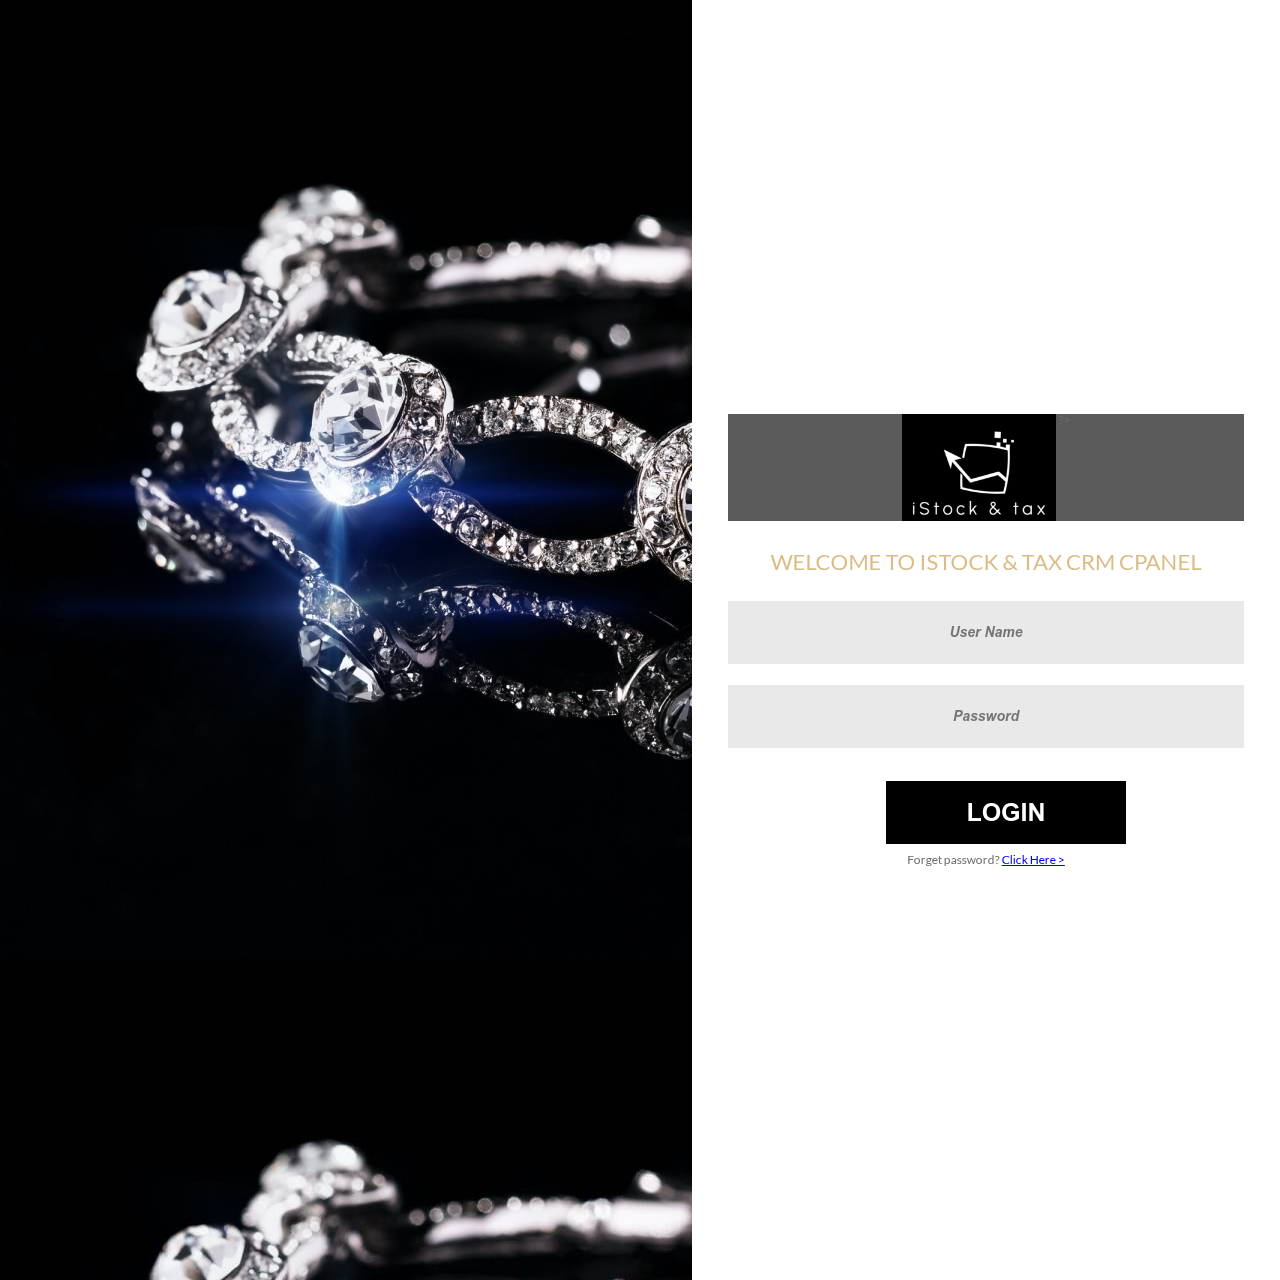 iStock & tax
WELCOME TO ISTOCK & TAX CRM CPANEL
User Name
Password
LOGIN
Forget password? Click Here >